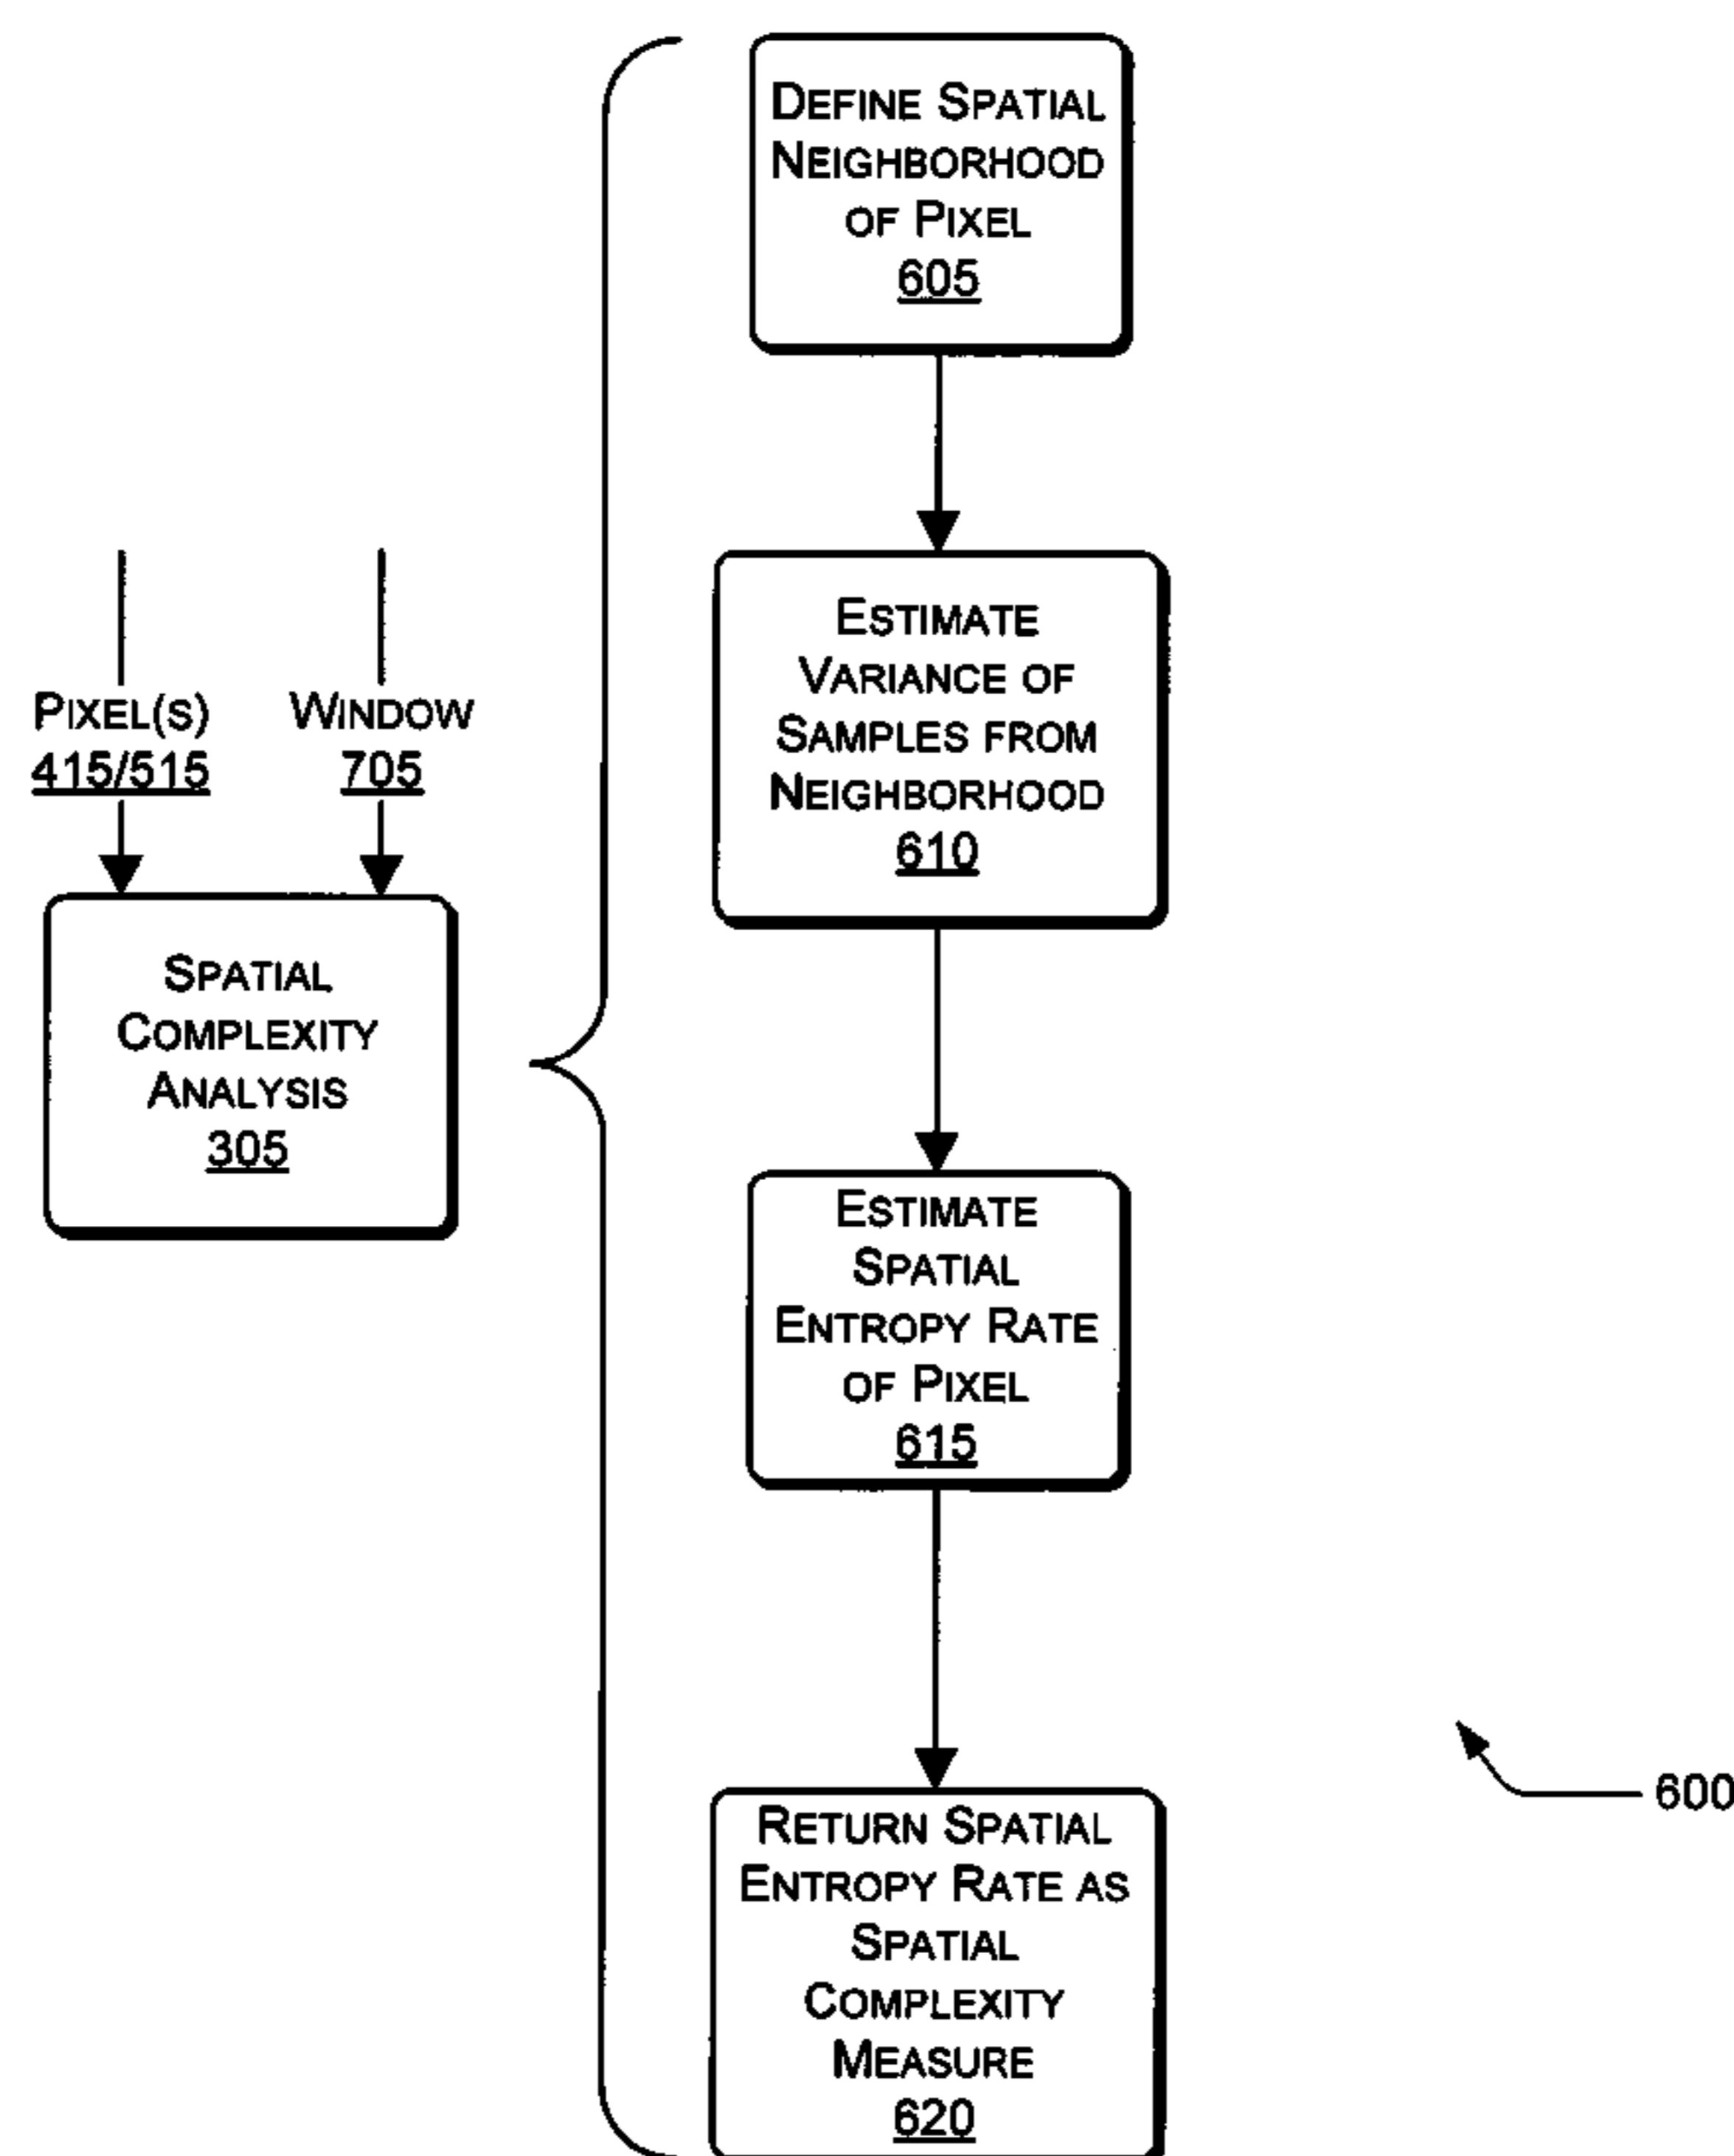 PIXEL(S)
415/515
WINDOW
705
SPATIAL
COMPLEXITY
ANALYSIS
305
DEFINE SPATIAL
NEIGHBORHOOD
OF PIXEL
605
ESTIMATE
VARIANCE OF
SAMPLES FROM
NEIGHBORHOOD
610
ESTIMATE
SPATIAL
ENTROPY RATE
OF PIXEL
615
RETURN SPATIAL
ENTROPY RATE AS
SPATIAL
COMPLEXITY
MEASURE
620
600